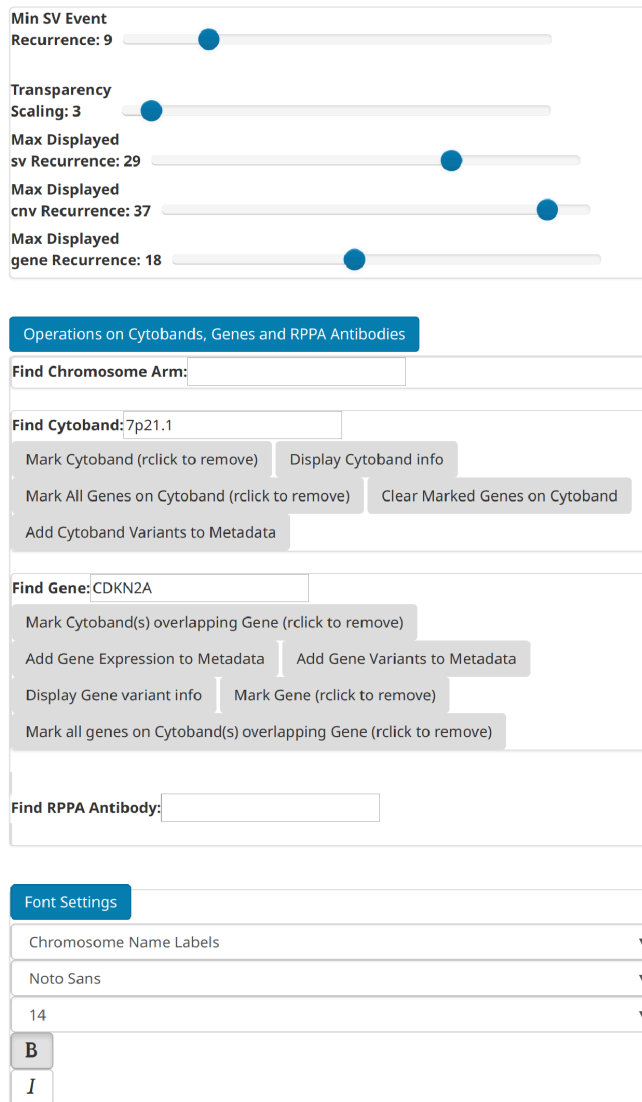 Min SV Event
Recurrence: 9
Transparency
Scaling: 3
Max Displayed
sv Recurrence: 29
Max Displayed
cnv Recurrence: 37
Max Displayed
gene Recurrence: 18
Operations on Cytobands, Genes and RPPA Antibodies
Find Chromosome Arm:
Find Cytoband: 7p21.1
Mark Cytoband (rclick to remove) Display Cytoband info
Mark All Genes on Cytoband (rclick to remove) Clear Marked Genes on Cytoband
Add Cytoband Variants to Metadata
Find Gene: CDKN2A
Mark Cytoband(s) overlapping Gene (rclick to remove)
Add Gene Expression to Metadata Add Gene Variants to Metadata
Display Gene variant info Mark Gene (rclick to remove)
Mark all genes on Cytoband(s) overlapping Gene (rclick to remove)
Find RPPA Antibody:
Font Settings
Chromosome Name Labels
Noto Sans
14
B
I